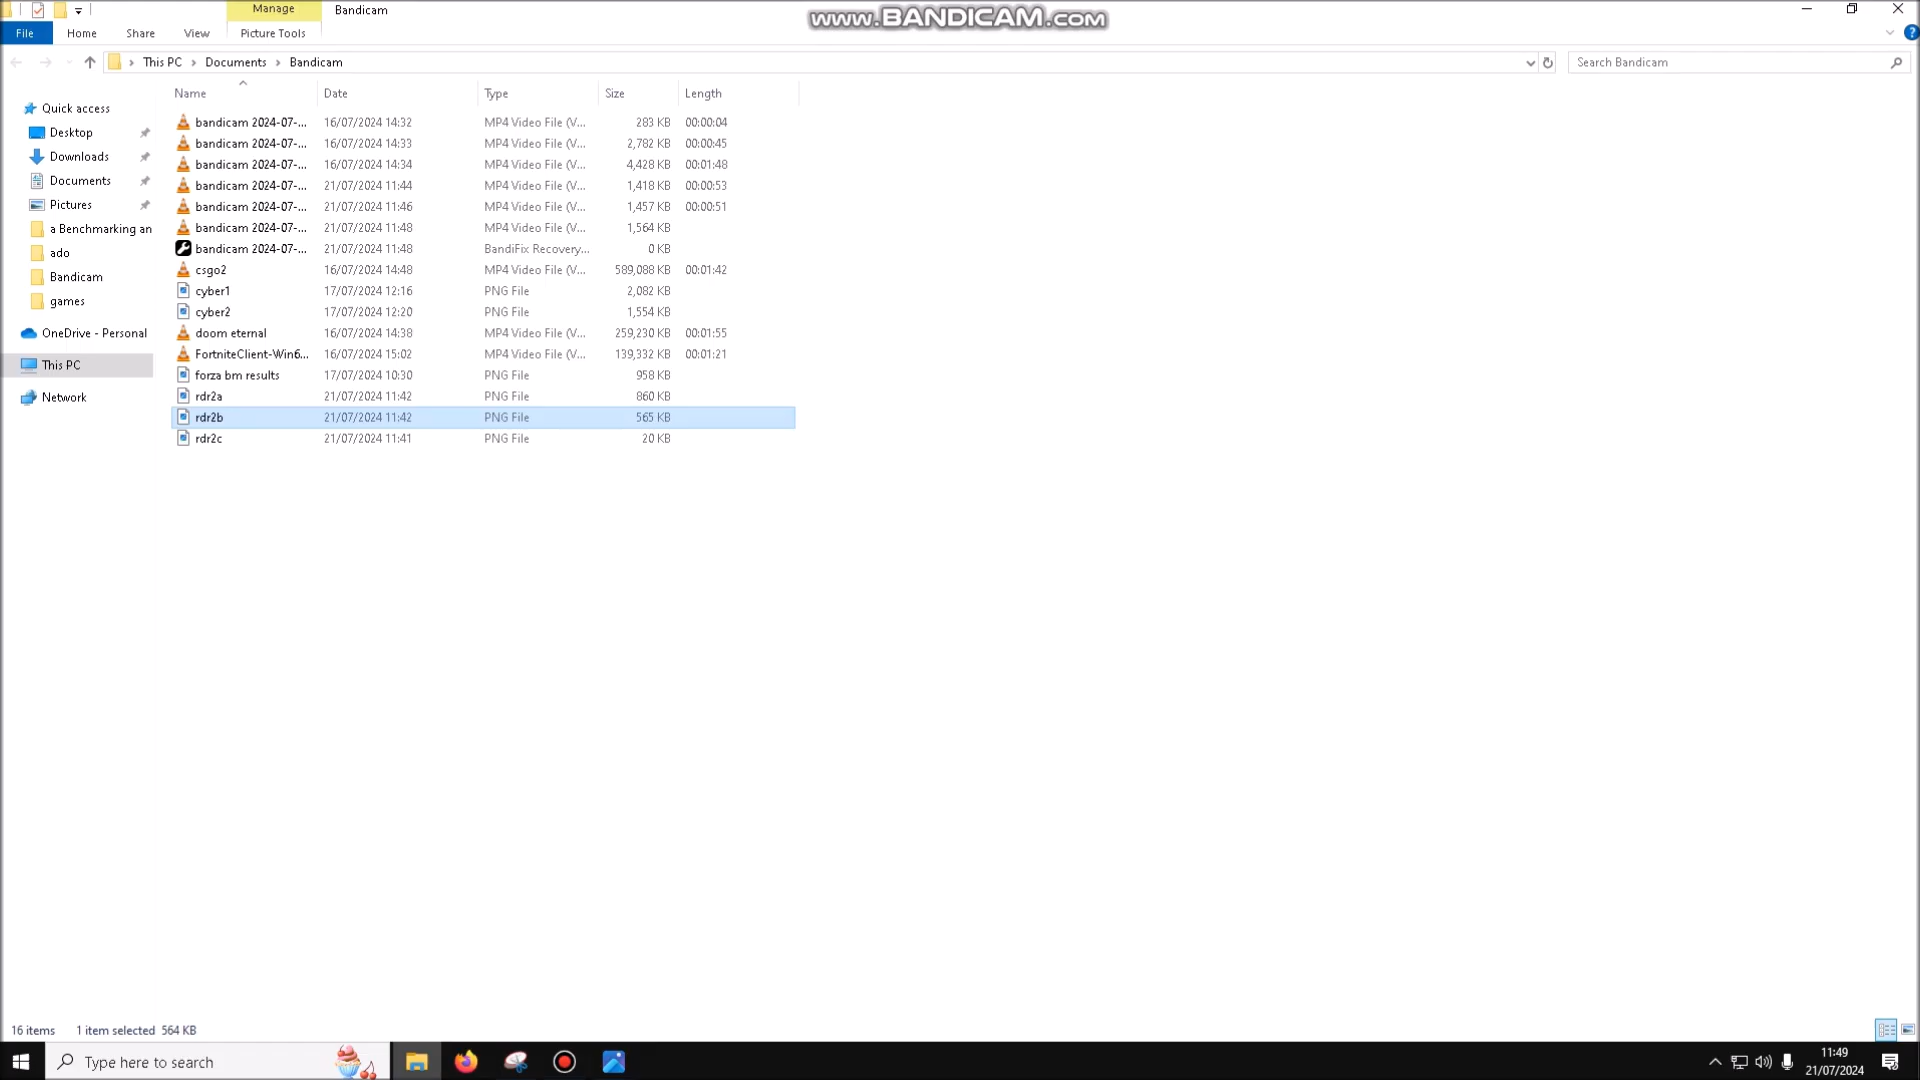 Manage Bandicam www.BANDICAM.com
File Home Share View Picture Tools
This PC Documents Bandicam Search Bandicam
Name Date Type Size Length
Quick access
Desktop
Downloads
Documents
Pictures
a Benchmarking an
ado
Bandicam
games
OneDrive - Personal
This PC
Network
bandicam 2024-07-... 16/07/2024 14:32 MP4 Video File (V... 283 KB 00:00:04
bandicam 2024-07-... 16/07/2024 14:33 MP4 Video File (V... 2,782 KB 00:00:45
bandicam 2024-07-... 16/07/2024 14:34 MP4 Video File (V... 4,428 KB 00:01:48
bandicam 2024-07-... 21/07/2024 11:44 MP4 Video File (V... 1,418 KB 00:00:53
bandicam 2024-07-... 21/07/2024 11:46 MP4 Video File (V... 1,457 KB 00:00:51
bandicam 2024-07-... 21/07/2024 11:48 MP4 Video File (V... 1,564 KB
bandicam 2024-07-... 21/07/2024 11:48 BandiFix Recovery... 0 KB
csgo2 16/07/2024 14:48 MP4 Video File (V... 589,088 KB 00:01:42
cyber1 17/07/2024 12:16 PNG File 2,082 KB
cyber2 17/07/2024 12:20 PNG File 1,554 KB
doom eternal 16/07/2024 14:38 MP4 Video File (V... 259,230 KB 00:01:55
FortniteClient-Win6... 16/07/2024 15:02 MP4 Video File (V... 139,332 KB 00:01:21
forza bm results 17/07/2024 10:30 PNG File 958 KB
rdr2a 21/07/2024 11:42 PNG File 860 KB
rdr2b 21/07/2024 11:42 PNG File 565 KB
rdr2c 21/07/2024 11:41 PNG File 20 KB
16 items 1 item selected 564 KB
Type here to search
11:49
21/07/2024